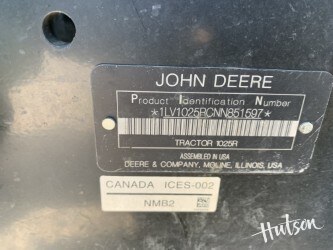 JOHN DEERE
Product Identification Number
*1LV1025RCNN851597*
TRACTOR 1025R
ASSEMBLED IN USA
DEERE & COMPANY, MOLINE, ILLINOIS, USA
CANADA ICES-002
NMB2
Hutson